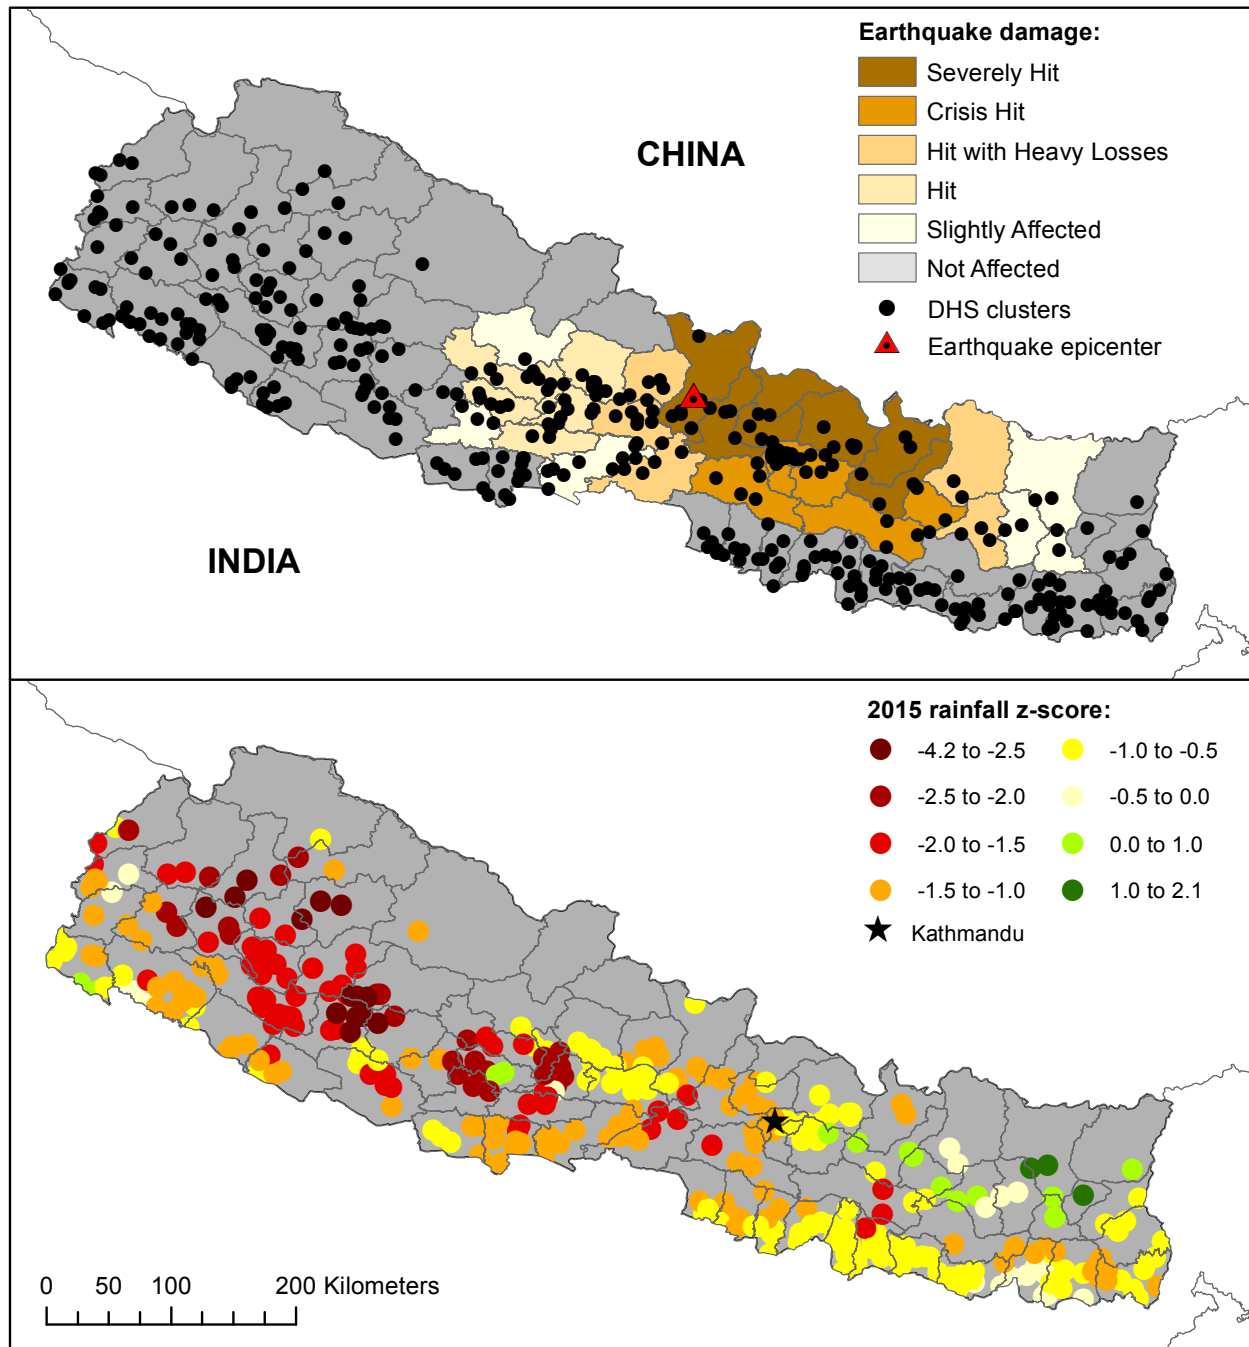 Earthquake damage:
Severely Hit
Crisis Hit
CHINA
Hit with Heavy Losses
Hit
Slightly Affected
Not Affected
DHS clusters
Earthquake epicenter
INDIA
2015 rainfall z-score:
-4.2 to -2.5 -1.0 to -0.5
-2.5 to -2.0 -0.5 to 0.0
-2.0 to -1.5 0.0 to 1.0
-1.5 to -1.0 1.0 to 2.1
Kathmandu
0 50 100 200 Kilometers